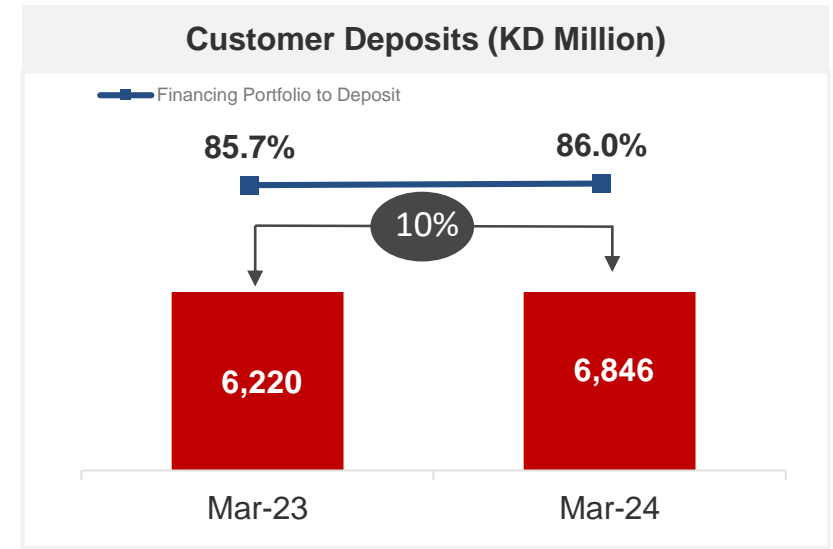 Customer Deposits (KD Million)
Financing Portfolio to Deposit
85.7%
86.0%
10%
6,220
6,846
Mar-23
Mar-24